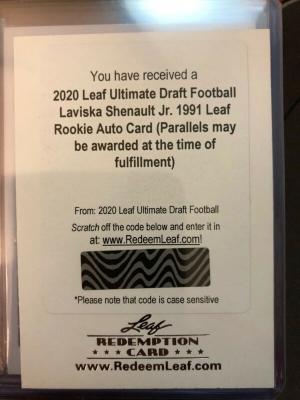 You have received a
2020 Leaf Ultimate Draft Football
Laviska Shenault Jr. 1991 Leaf
Rookie Auto Card (Parallels may
be awarded at the time of
fulfillment)
From: 2020 Leaf Ultimate Draft Football
Scratch off the code below and enter it in
at: www.RedeemLeaf.com!
*Please note that code is case sensitive
Leaf
REDEMPTION
CARD
www.RedeemLeaf.com